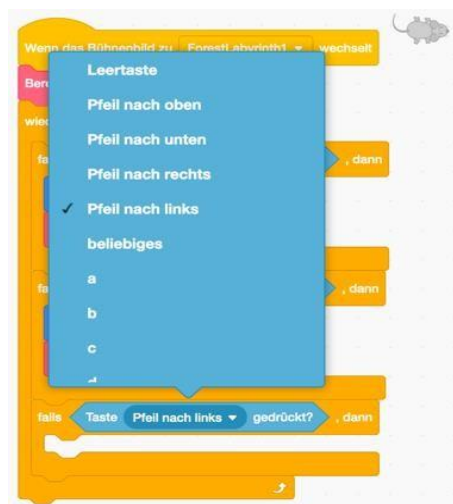 Wenn das Bühnenbild zu ForestLabyrinth1 wechselt
Leertaste
Pfeil nach oben
Pfeil nach unten
, dann
Pfeil nach rechts
✓ Pfeil nach links
beliebiges
a
, dann
b
c
d
falls Taste Pfeil nach links gedrückt? , dann